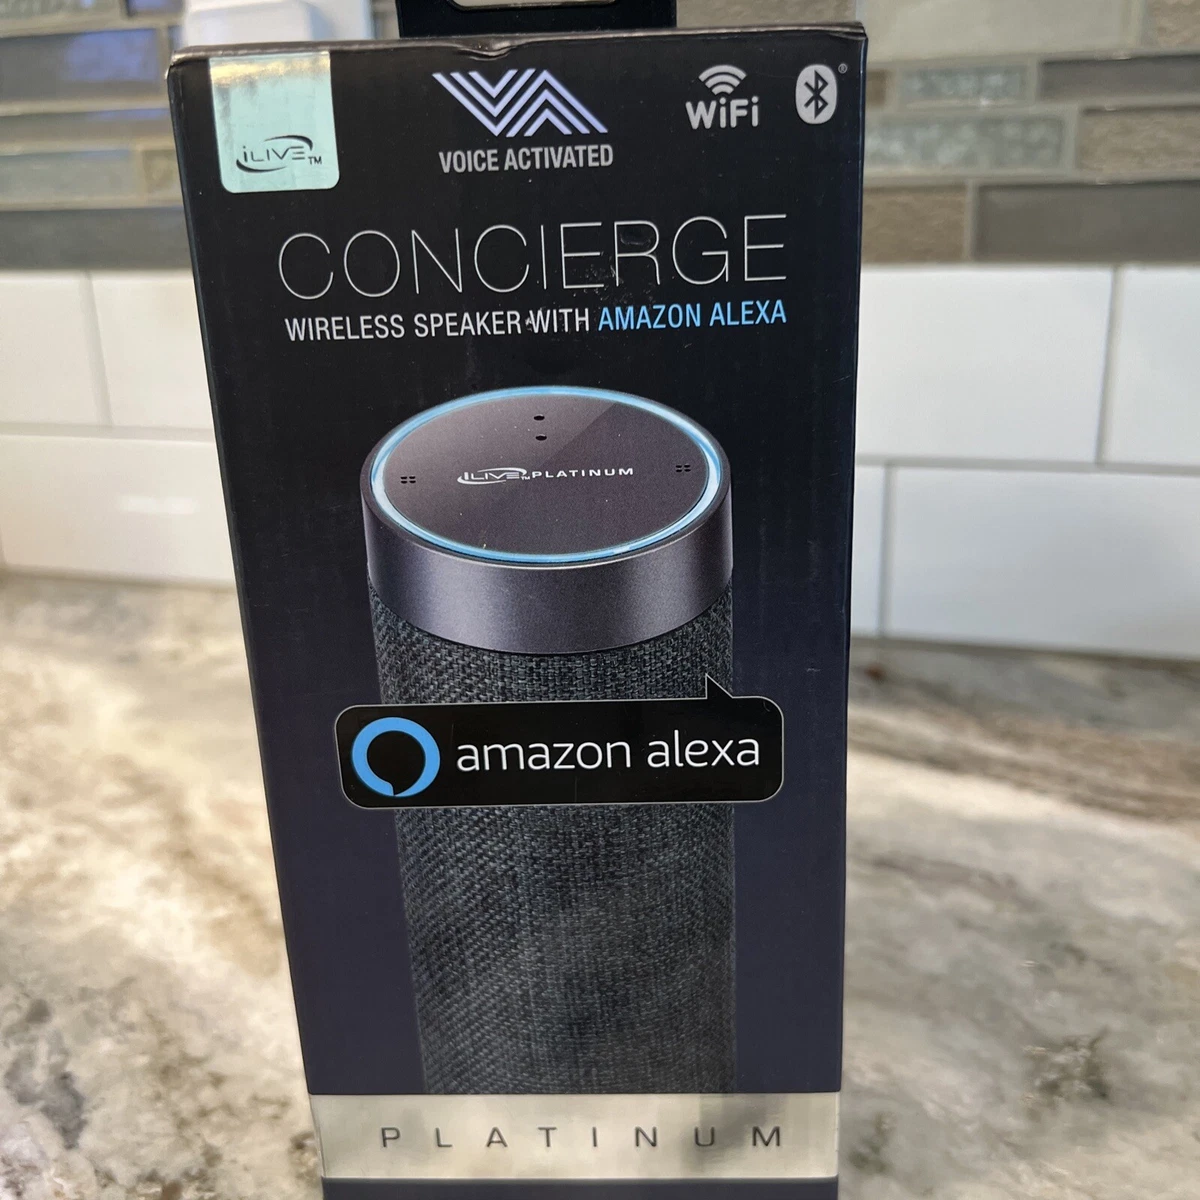 iLIVE™
VOICE ACTIVATED
WiFi
®
CONCIERGE
WIRELESS SPEAKER WITH AMAZON ALEXA
iLIVE™ PLATINUM
amazon alexa
PLATINUM